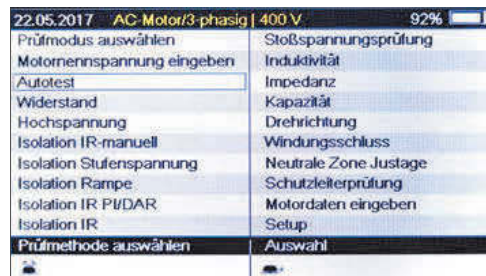 22.05.2017 AC-Motor/3-phasig | 400 V 92%
Prüfmodus auswählen
Motornennspannung eingeben
Autotest
Widerstand
Hochspannung
Isolation IR-manuell
Isolation Stufenspannung
Isolation Rampe
Isolation IR PI/DAR
Isolation IR
Stoßspannungsprüfung
Induktivität
Impedanz
Kapazität
Drehrichtung
Windungsschluss
Neutrale Zone Justage
Schutzleiterprüfung
Motordaten eingeben
Setup
Prüfmethode auswählen
Auswahl